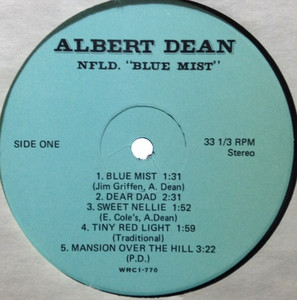 ALBERT DEAN
NFLD. "BLUE MIST"
SIDE ONE
33 1/3 RPM
Stereo
1. BLUE MIST 1:31
(Jim Griffen, A. Dean)
2. DEAR DAD 2:31
3. SWEET NELLIE 1:52
(E. Cole's, A.Dean)
4. TINY RED LIGHT 1:59
(Traditional)
5. MANSION OVER THE HILL 3:22
(P.D.)
WRC1-770